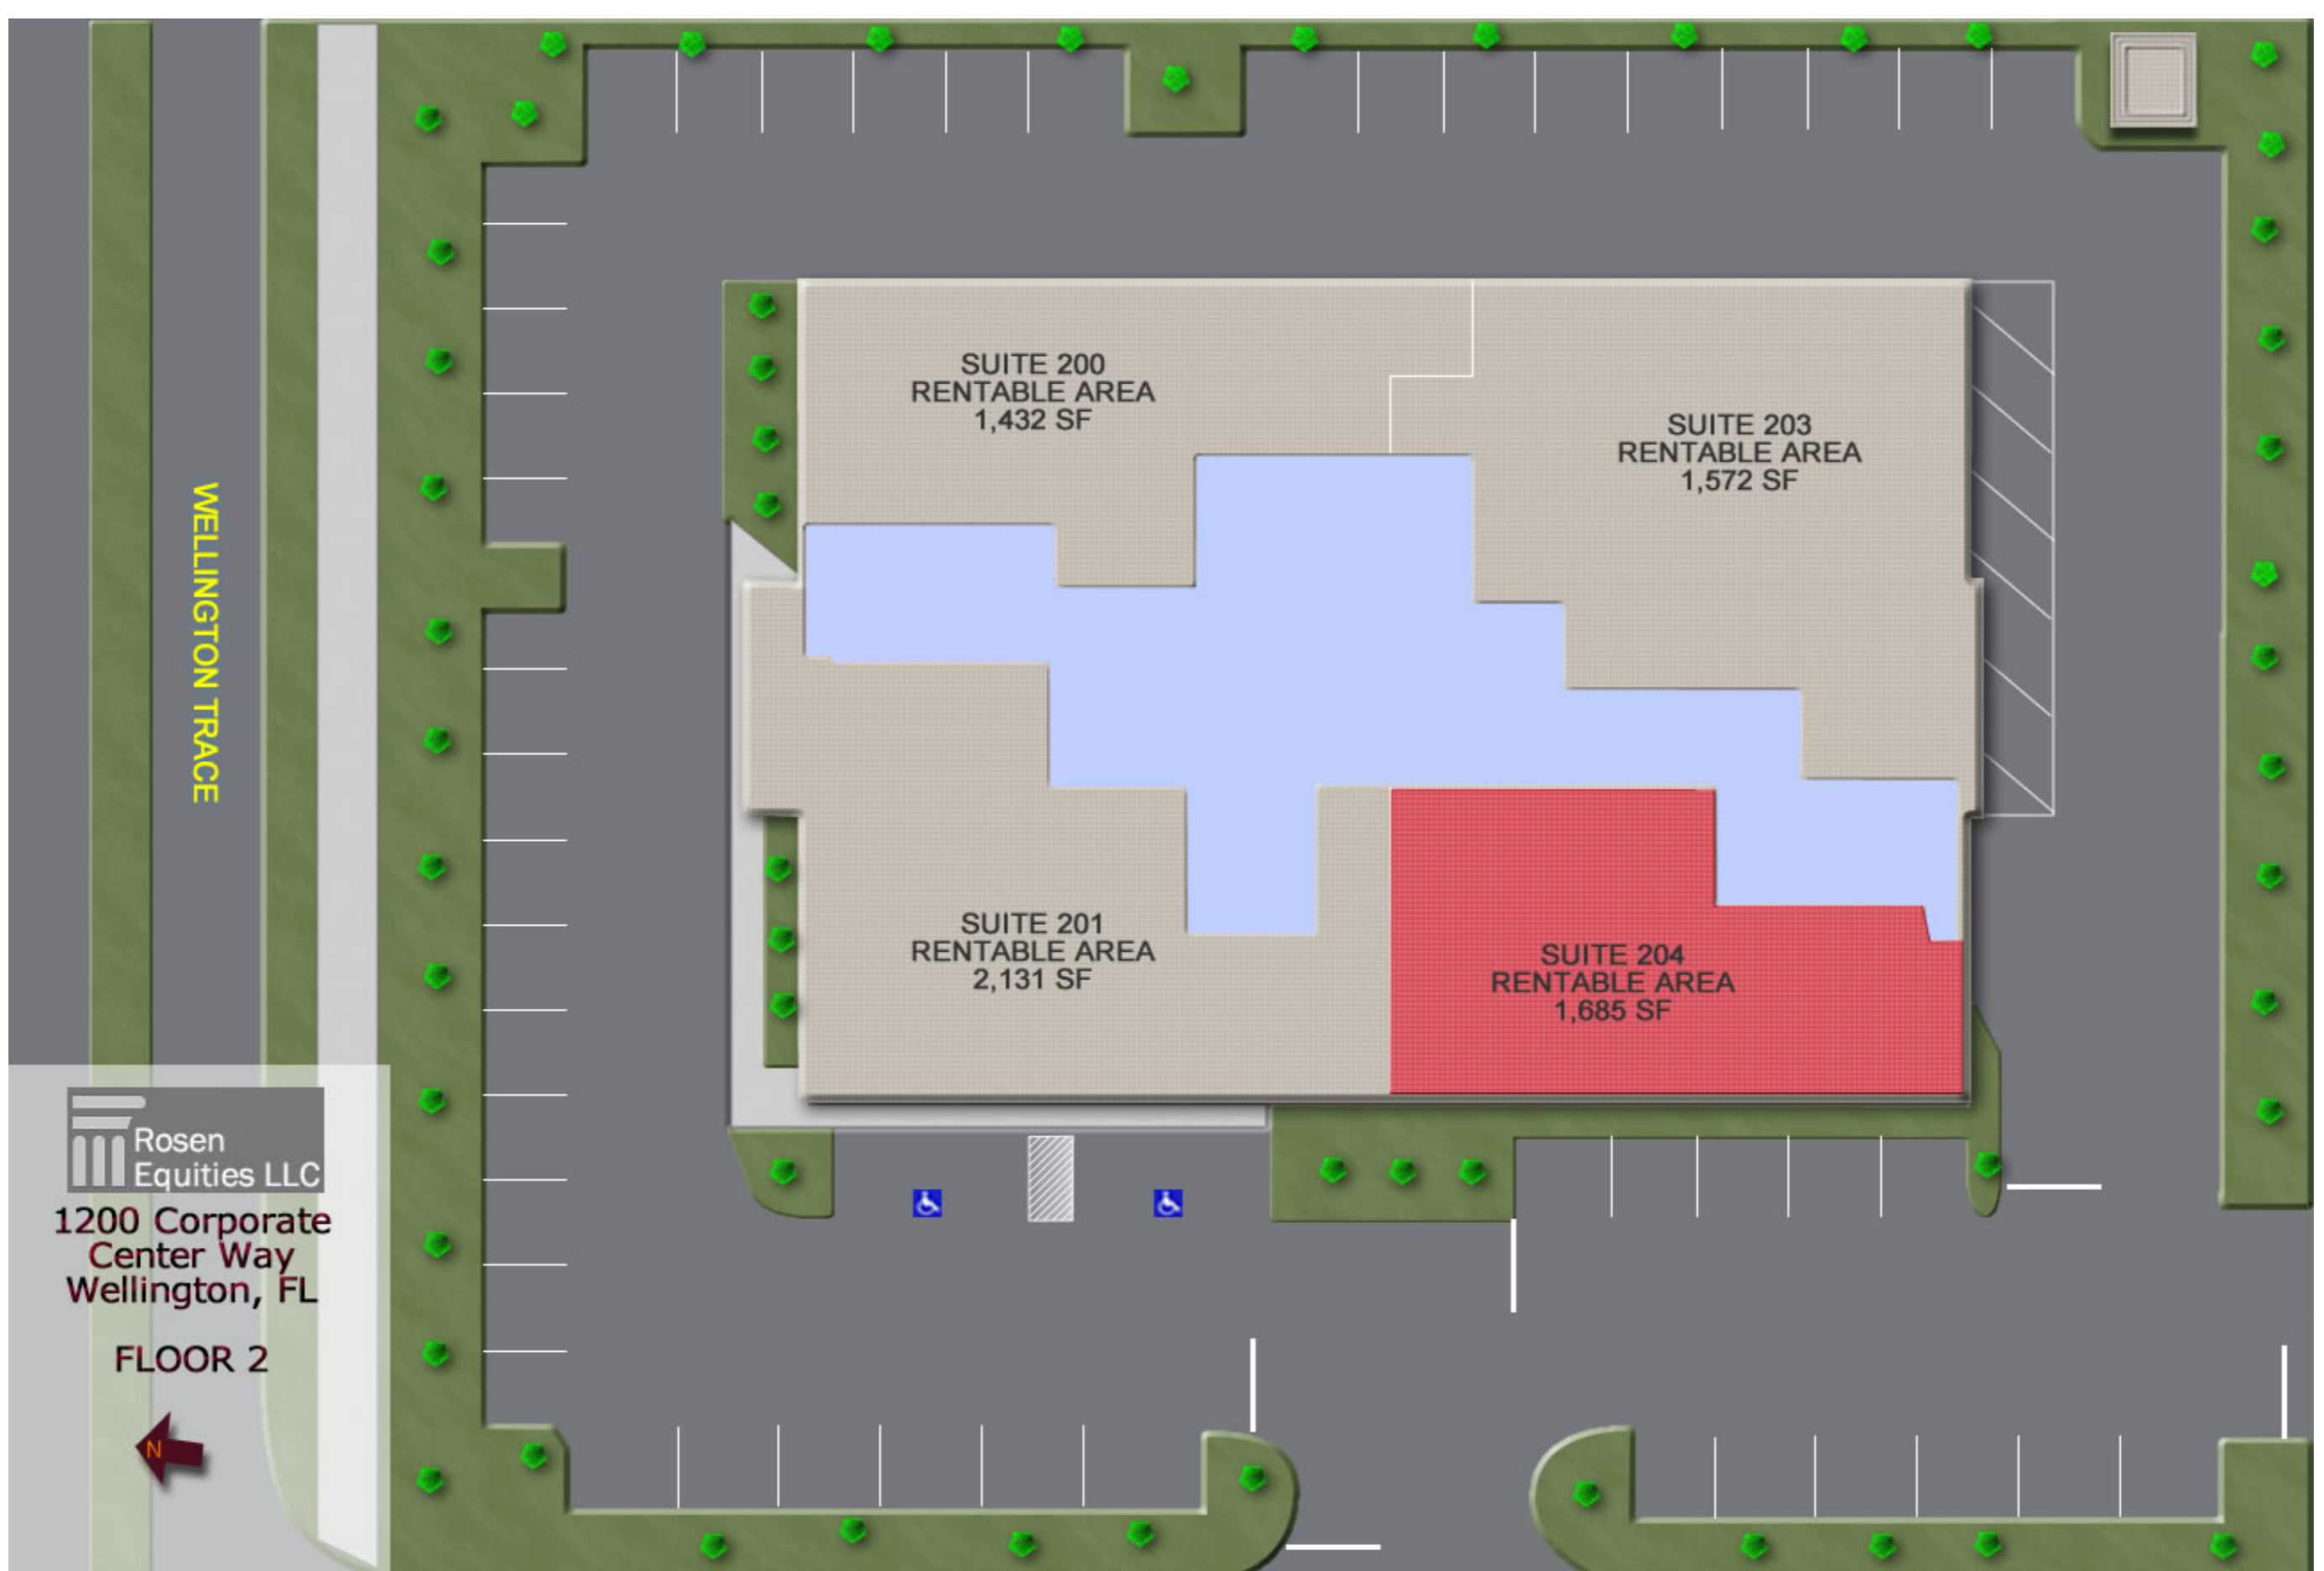 SUITE 200
RENTABLE AREA
1,432 SF
SUITE 203
RENTABLE AREA
1,572 SF
WELLINGTON TRACE
SUITE 201
RENTABLE AREA
2,131 SF
SUITE 204
RENTABLE AREA
1,685 SF
Rosen
Equities LLC
1200 Corporate
Center Way
Wellington, FL
FLOOR 2
N